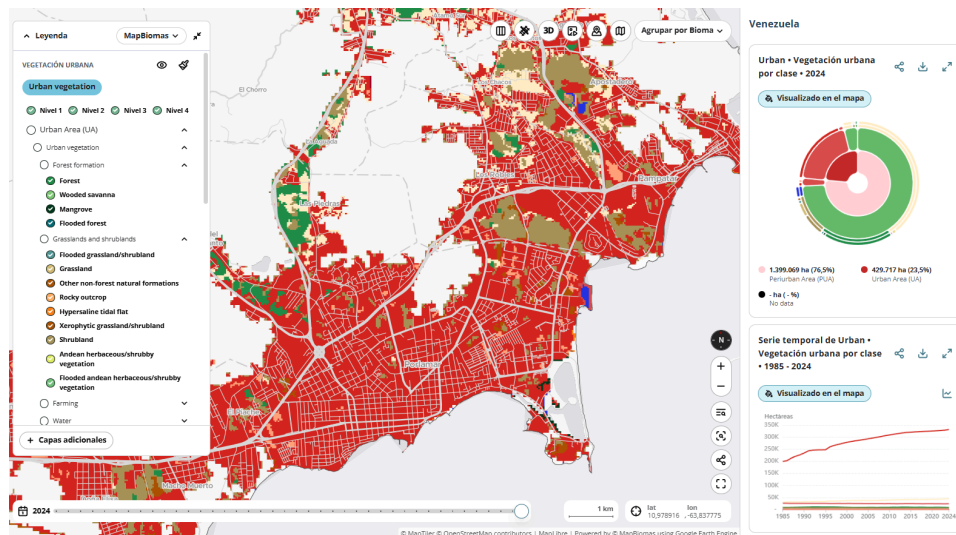 Leyenda
MapBiomas
VEGETACIÓN URBANA
Urban vegetation
Nivel 1 Nivel 2 Nivel 3 Nivel 4
Urban Area (UA)
Urban vegetation
Forest formation
Forest
Wooded savanna
Mangrove
Flooded forest
Grasslands and shrublands
Flooded grassland/shrubland
Grassland
Other non-forest natural formations
Rocky outcrop
Hypersaline tidal flat
Xerophytic grassland/shrubland
Shrubland
Andean herbaceous/shrubby
vegetation
Flooded andean herbaceous/shrubby
vegetation
Farming
Water
+ Capas adicionales
3D
Agrupar por Bioma
El Chorro
Los Chacos
Apostadero
Pampatar
Los Robles
Las Piedras
Porlamar
El Piache
Macho Muerto
N
2024
1 km
lat
10,978916
lon
,-63,837775
© MapTiler © OpenStreetMap contributors | MapLibre | Powered by © MapBiomas using Google Earth Engine
Venezuela
Urban • Vegetación urbana
por clase • 2024
Visualizado en el mapa
1.399.069 ha (76,5%)
Periurban Area (PUA)
429.717 ha (23,5%)
Urban Area (UA)
- ha ( - %)
No data
Serie temporal de Urban •
Vegetación urbana por clase
• 1985 - 2024
Visualizado en el mapa
Hectáreas
350K
300K
250K
200K
150K
100K
50K
1985 1990 1995 2000 2005 2010 2015 2020 2024